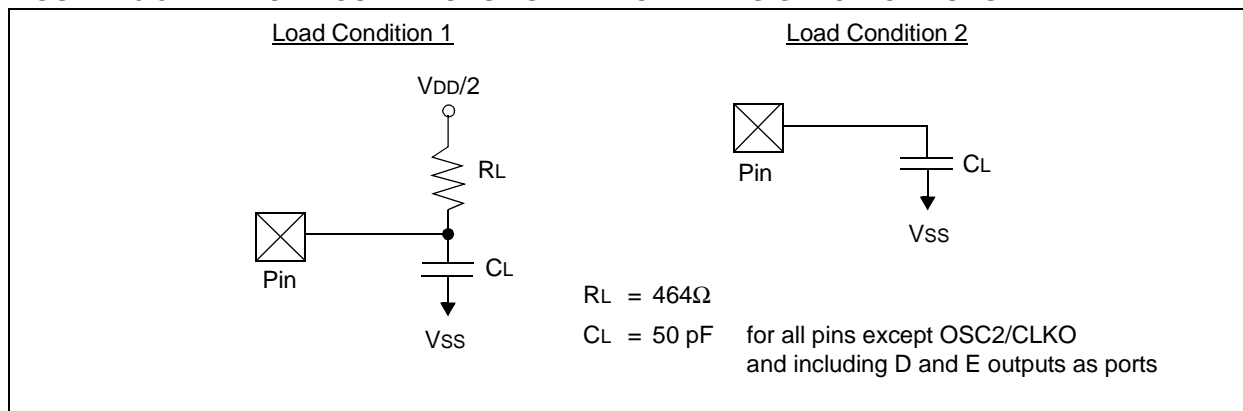 Load Condition 1
VDD/2
RL
Pin
CL
VSS
Load Condition 2
Pin
CL
VSS
RL = 464Ω
CL = 50 pF for all pins except OSC2/CLKO
and including D and E outputs as ports